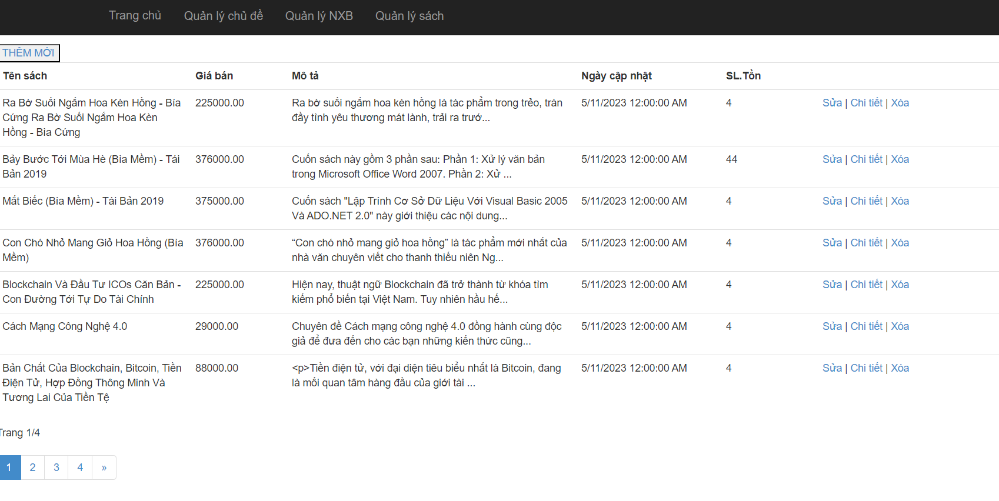 Trang chủ Quản lý chủ đề Quản lý NXB Quản lý sách
THÊM MỚI
Tên sách Giá bán Mô tả Ngày cập nhật SL.Tồn
Ra Bờ Suối Ngắm Hoa Kèn Hồng - Bìa 225000.00 Ra bờ suối ngắm hoa kèn hồng là tác phẩm trong trẻo, tràn 5/11/2023 12:00:00 AM 4 Sửa | Chi tiết | Xóa
Cứng Ra Bờ Suối Ngắm Hoa Kèn đầy tình yêu thương mát lành, trải ra trướ...
Hồng - Bìa Cứng
Bảy Bước Tới Mùa Hè (Bìa Mềm) - Tái 376000.00 Cuốn sách này gồm 3 phần sau: Phần 1: Xử lý văn bản 5/11/2023 12:00:00 AM 44 Sửa | Chi tiết | Xóa
Bản 2019 trong Microsoft Office Word 2007. Phần 2: Xử ...
Mắt Biếc (Bìa Mềm) - Tái Bản 2019 375000.00 Cuốn sách "Lập Trình Cơ Sở Dữ Liệu Với Visual Basic 2005 5/11/2023 12:00:00 AM 4 Sửa | Chi tiết | Xóa
Và ADO.NET 2.0" này giới thiệu các nội dung...
Con Chó Nhỏ Mang Giỏ Hoa Hồng (Bìa 376000.00 “Con chó nhỏ mang giỏ hoa hồng” là tác phẩm mới nhất của 5/11/2023 12:00:00 AM 4 Sửa | Chi tiết | Xóa
Mềm) nhà văn chuyên viết cho thanh thiếu niên Ng...
Blockchain Và Đầu Tư ICOs Căn Bản - 225000.00 Hiện nay, thuật ngữ Blockchain đã trở thành từ khóa tìm 5/11/2023 12:00:00 AM 4 Sửa | Chi tiết | Xóa
Con Đường Tới Tự Do Tài Chính kiếm phổ biến tại Việt Nam. Tuy nhiên hầu hế...
Cách Mạng Công Nghệ 4.0 29000.00 Chuyên đề Cách mạng công nghệ 4.0 đồng hành cùng độc 5/11/2023 12:00:00 AM 4 Sửa | Chi tiết | Xóa
giả để đưa đến cho các bạn những kiến thức cũng...
Bản Chất Của Blockchain, Bitcoin, Tiền 88000.00 <p>Tiền điện tử, với đại diện tiêu biểu nhất là Bitcoin, đang 5/11/2023 12:00:00 AM 4 Sửa | Chi tiết | Xóa
Điện Tử, Hợp Đồng Thông Minh Và là mối quan tâm hàng đầu của giới tài ...
Tương Lai Của Tiền Tệ
Trang 1/4
1 2 3 4 »